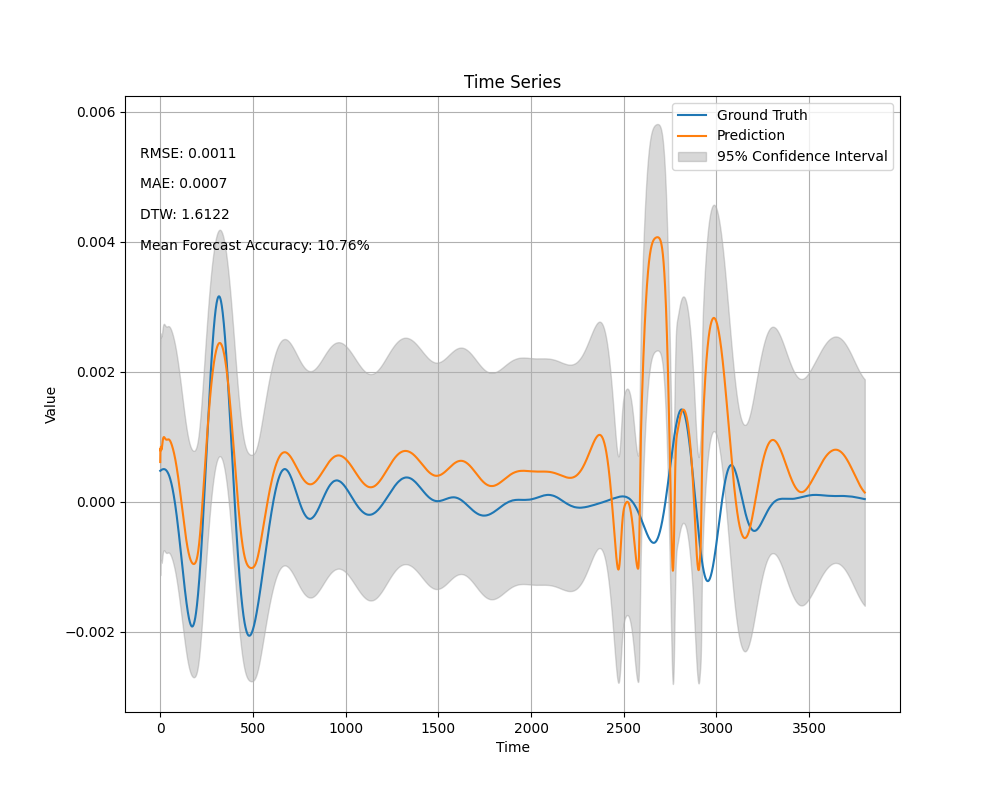 Time Series
0.006
0.004
0.002
0.000
−0.002
Value
RMSE: 0.0011
MAE: 0.0007
DTW: 1.6122
Mean Forecast Accuracy: 10.76%
Ground Truth
Prediction
95% Confidence Interval
0 500 1000 1500 2000 2500 3000 3500
Time